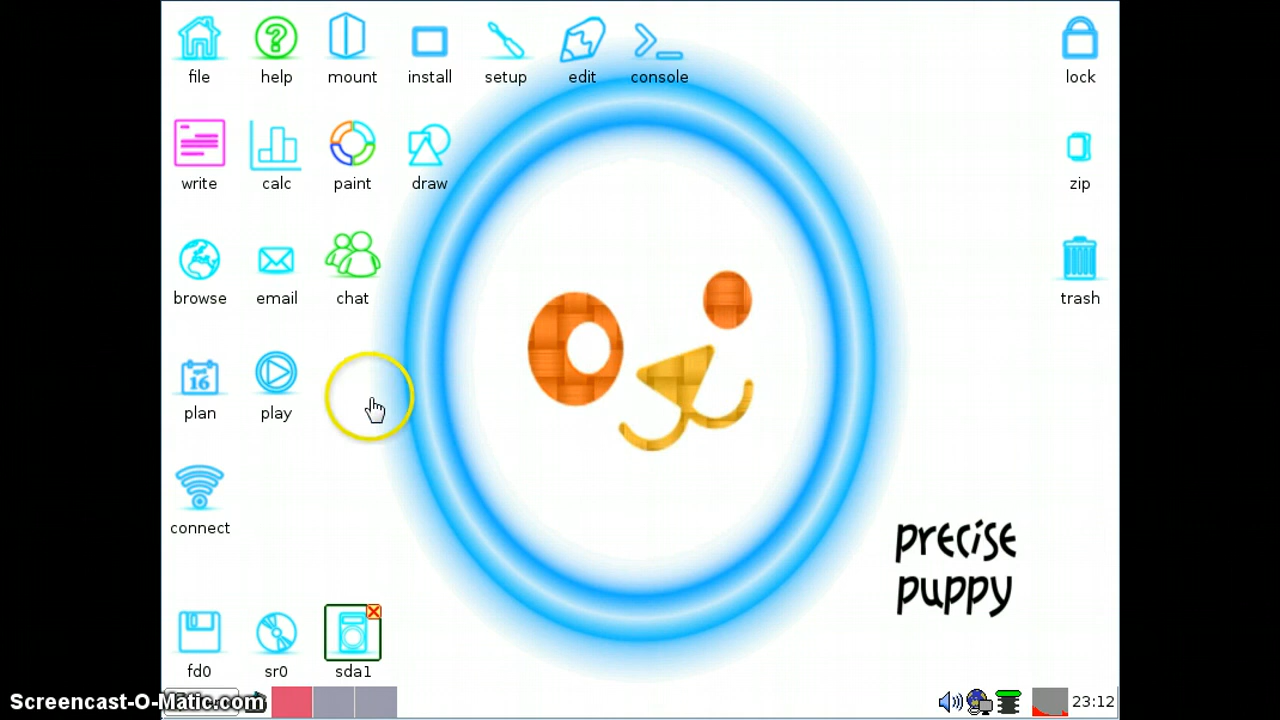 file help mount install setup edit console lock
write calc paint draw zip
browse email chat trash
16
plan play
connect
precise
puppy
fd0 sr0 sda1
Screencast-O-Matic.com 23:12